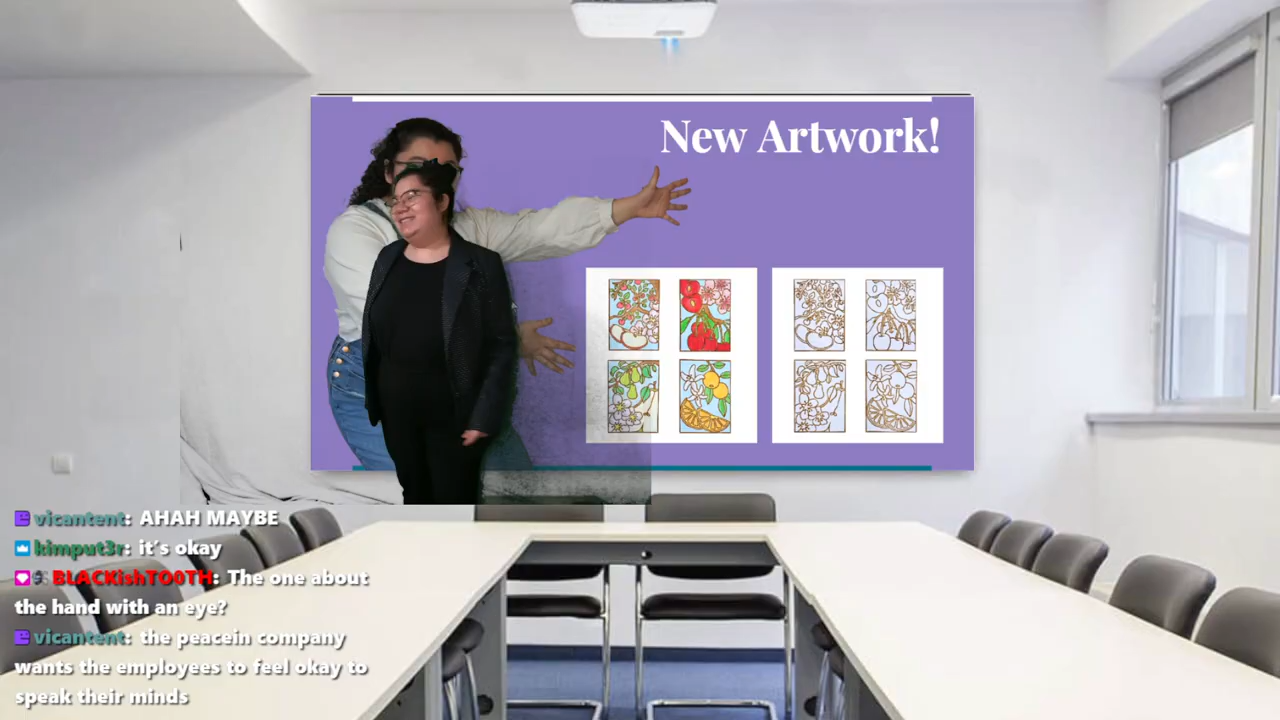 New Artwork!
vicantent: AHAH MAYBE
kimput3r: it's okay
BLACKishTO0TH: The one about
the hand with an eye?
vicantent: the peacein company
wants the employees to feel okay to
speak their minds